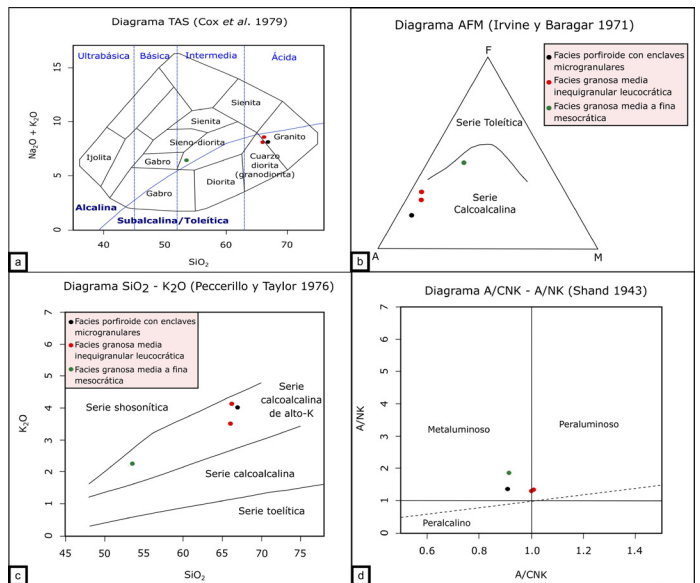 Diagrama TAS (Cox et al. 1979)
Ultrabásica
Básica
Intermedia
Ácida
Sienita
Sienita
Granito
Sieno-diorita
Ijolita
Gabro
Cuarzo
diorita
(granodiorita)
Gabro
Diorita
Alcalina
Subalcalina/Toleítica
Na2O + K2O
0
5
10
15
40
50
60
70
SiO2
a
Diagrama AFM (Irvine y Baragar 1971)
Facies porfiroide con enclaves
microgranulares
Facies granosa media
inequigranular leucocrática
Facies granosa media a fina
mesocrática
F
Serie Toleítica
Serie
Calcoalcalina
A
M
b
Diagrama SiO2 - K2O (Peccerillo y Taylor 1976)
Facies porfiroide con enclaves
microgranulares
Facies granosa media
inequigranular leucocrática
Facies granosa media a fina
mesocrática
Serie shosonítica
Serie
calcoalcalina
de alto-K
Serie calcoalcalina
Serie toelítica
K2O
0
1
2
3
4
5
6
7
45
50
55
60
65
70
75
SiO2
c
Diagrama A/CNK - A/NK (Shand 1943)
Metaluminoso
Peraluminoso
Peralcalino
A/NK
0
1
2
3
4
5
6
7
0.6
0.8
1.0
1.2
1.4
A/CNK
d